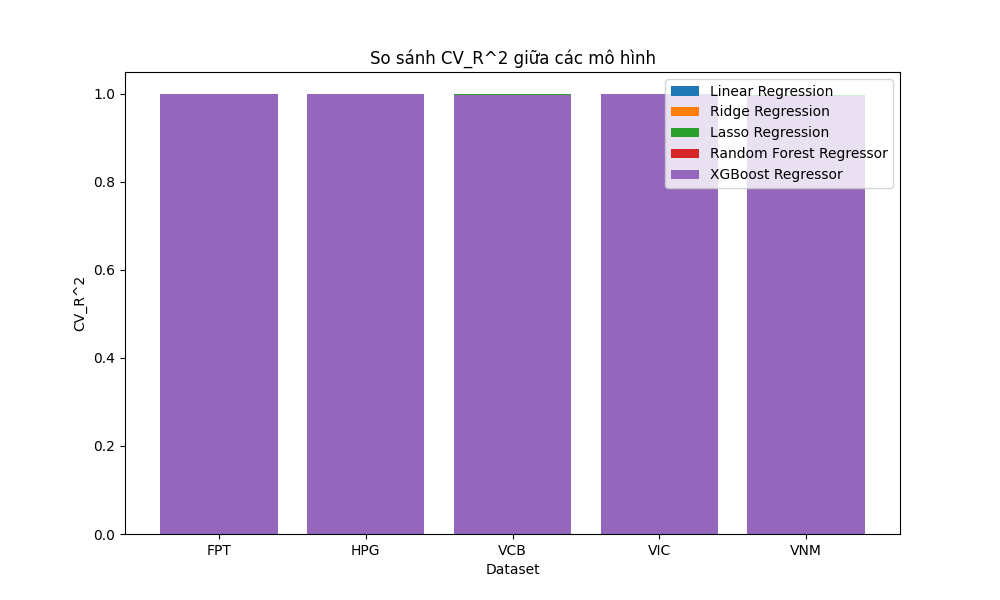 So sánh CV_R^2 giữa các mô hình
CV_R^2
1.0
0.8
0.6
0.4
0.2
0.0
Linear Regression
Ridge Regression
Lasso Regression
Random Forest Regressor
XGBoost Regressor
FPT
HPG
VCB
VIC
VNM
Dataset